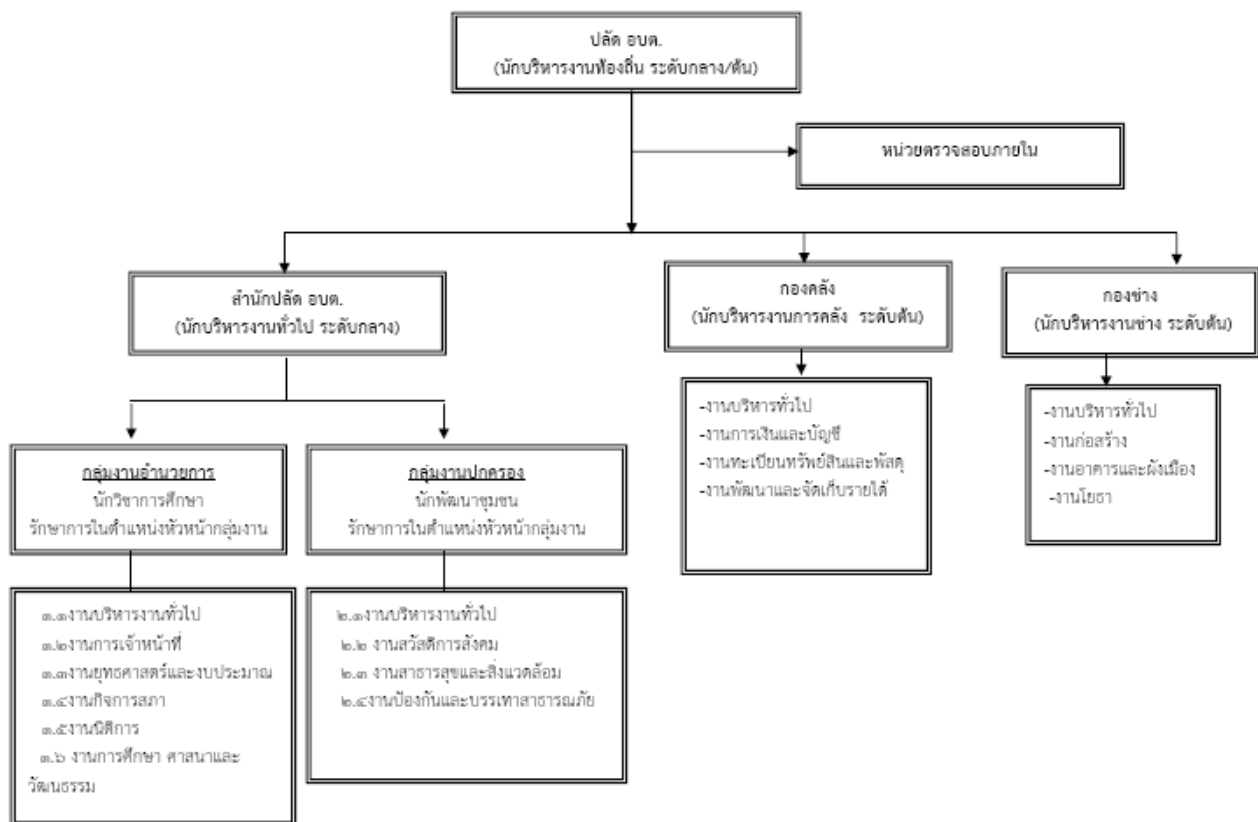 ปลัด อบต.
(นักบริหารงานท้องถิ่น ระดับกลาง/ต้น)
หน่วยตรวจสอบภายใน
สำนักปลัด อบต.
(นักบริหารงานทั่วไป ระดับกลาง)
กองคลัง
(นักบริหารงานการคลัง ระดับต้น)
กองช่าง
(นักบริหารงานช่าง ระดับต้น)
กลุ่มงานอำนวยการ
นักวิชาการศึกษา
รักษาการในตำแหน่งหัวหน้ากลุ่มงาน
กลุ่มงานปกครอง
นักพัฒนาชุมชน
รักษาการในตำแหน่งหัวหน้ากลุ่มงาน
-งานบริหารทั่วไป
-งานการเงินและบัญชี
-งานทะเบียนทรัพย์สินและพัสดุ
-งานพัฒนาและจัดเก็บรายได้
-งานบริหารทั่วไป
-งานก่อสร้าง
-งานอาคารและผังเมือง
-งานโยธา
๑.๑งานบริหารงานทั่วไป
๑.๒งานการเจ้าหน้าที่
๑.๓งานยุทธศาสตร์และงบประมาณ
๑.๔งานกิจการสภา
๑.๕งานนิติการ
๑.๖ งานการศึกษา ศาสนาและ
วัฒนธรรม
๒.๑งานบริหารงานทั่วไป
๒.๒ งานสวัสดิการสังคม
๒.๓ งานสาธารสุขและสิ่งแวดล้อม
๒.๔งานป้องกันและบรรเทาสาธารณภัย